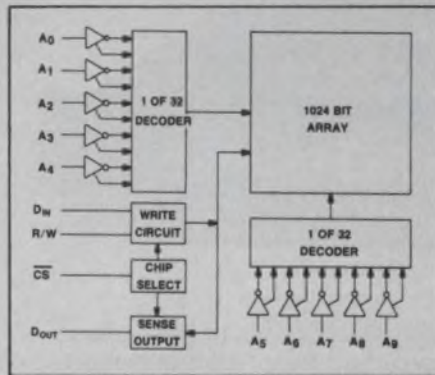 A0
A1
A2
A3
A4
1 OF 32
DECODER
1024 BIT
ARRAY
DIN
R/W
WRITE
CIRCUIT
CS
CHIP
SELECT
DOUT
SENSE
OUTPUT
1 OF 32
DECODER
A5 A6 A7 A8 A9